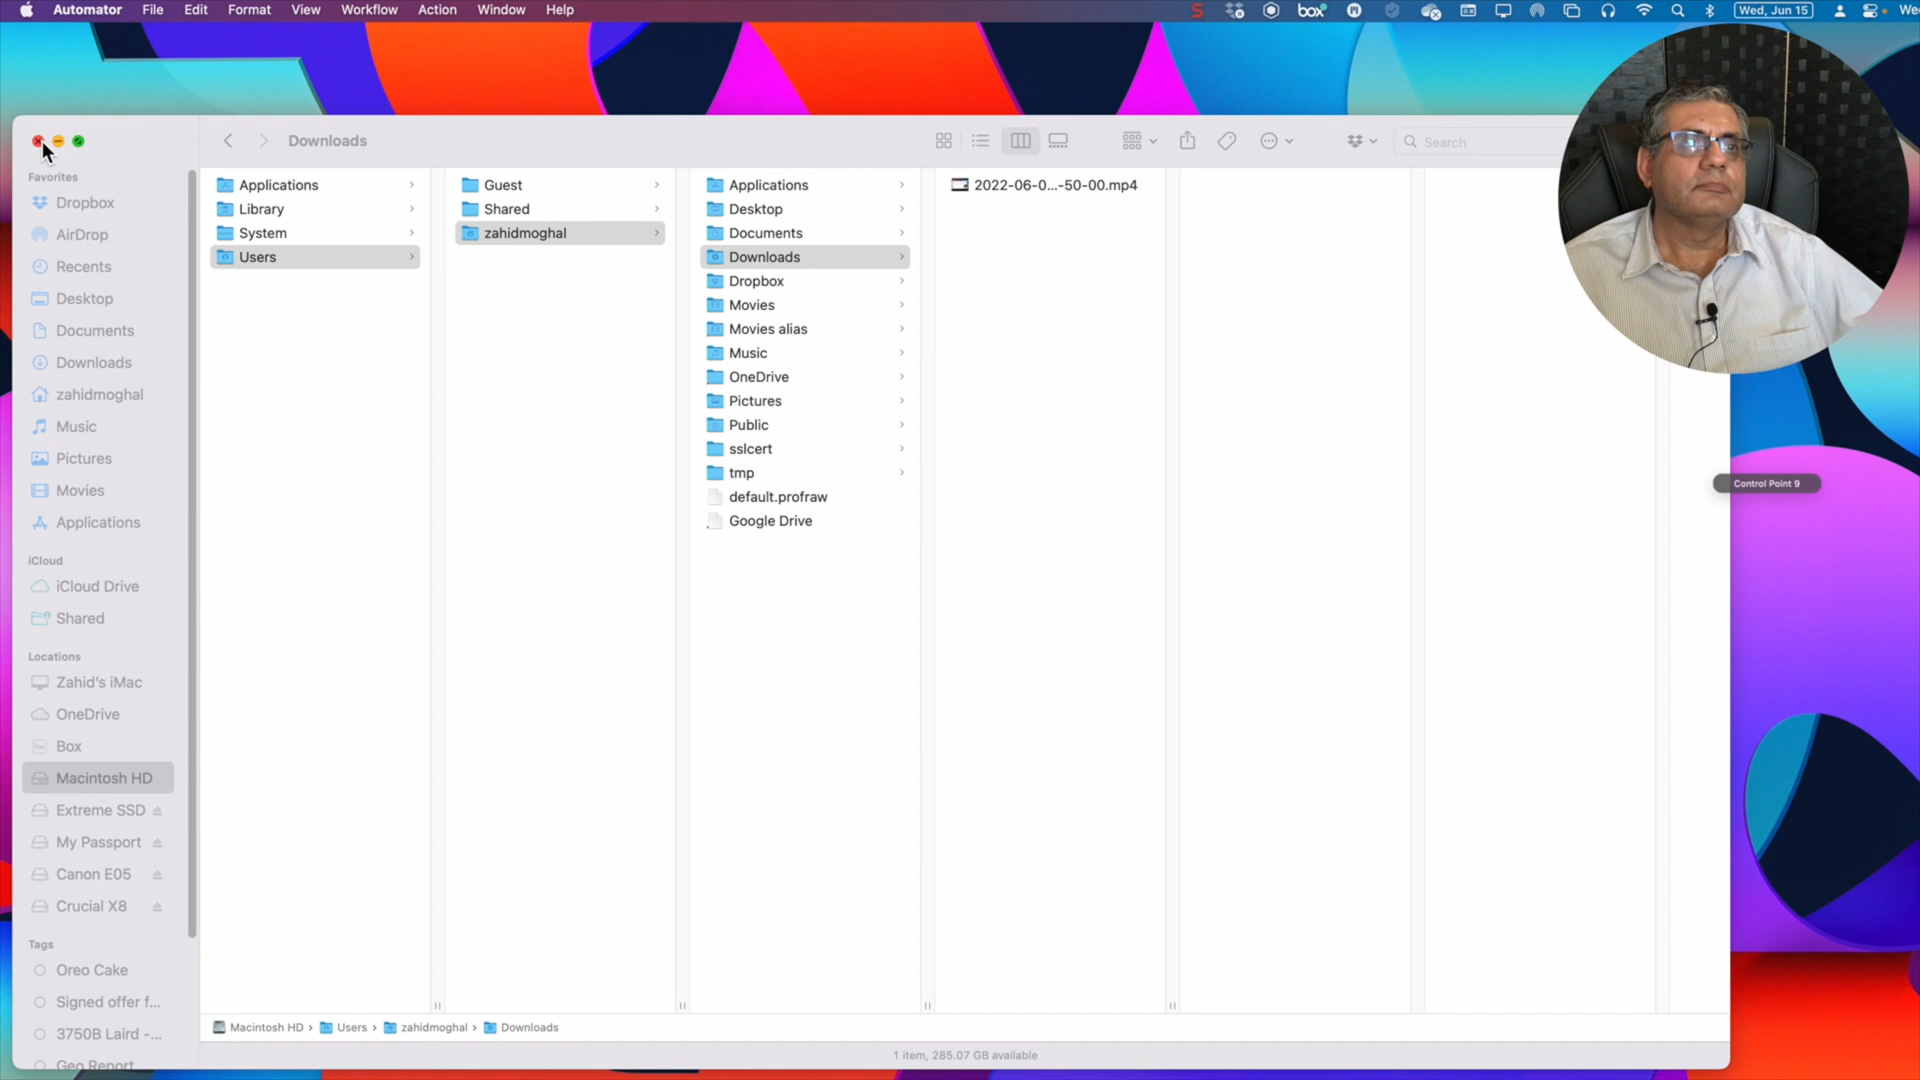 Automator File Edit Format View Workflow Action Window Help
box
Wed, Jun 15
We
Downloads
Search
Favorites
Dropbox
AirDrop
Recents
Desktop
Documents
Downloads
zahidmoghal
Music
Pictures
Movies
Applications
iCloud
iCloud Drive
Shared
Locations
Zahid's iMac
OneDrive
Box
Macintosh HD
Extreme SSD
My Passport
Canon E05
Crucial X8
Tags
Oreo Cake
Signed offer f...
3750B Laird -...
Geo Report
Applications
Library
System
Users
Guest
Shared
zahidmoghal
Applications
Desktop
Documents
Downloads
Dropbox
Movies
Movies alias
Music
OneDrive
Pictures
Public
sslcert
tmp
default.profraw
Google Drive
2022-06-0...-50-00.mp4
Control Point 9
Macintosh HD › Users › zahidmoghal › Downloads
1 item, 285.07 GB available